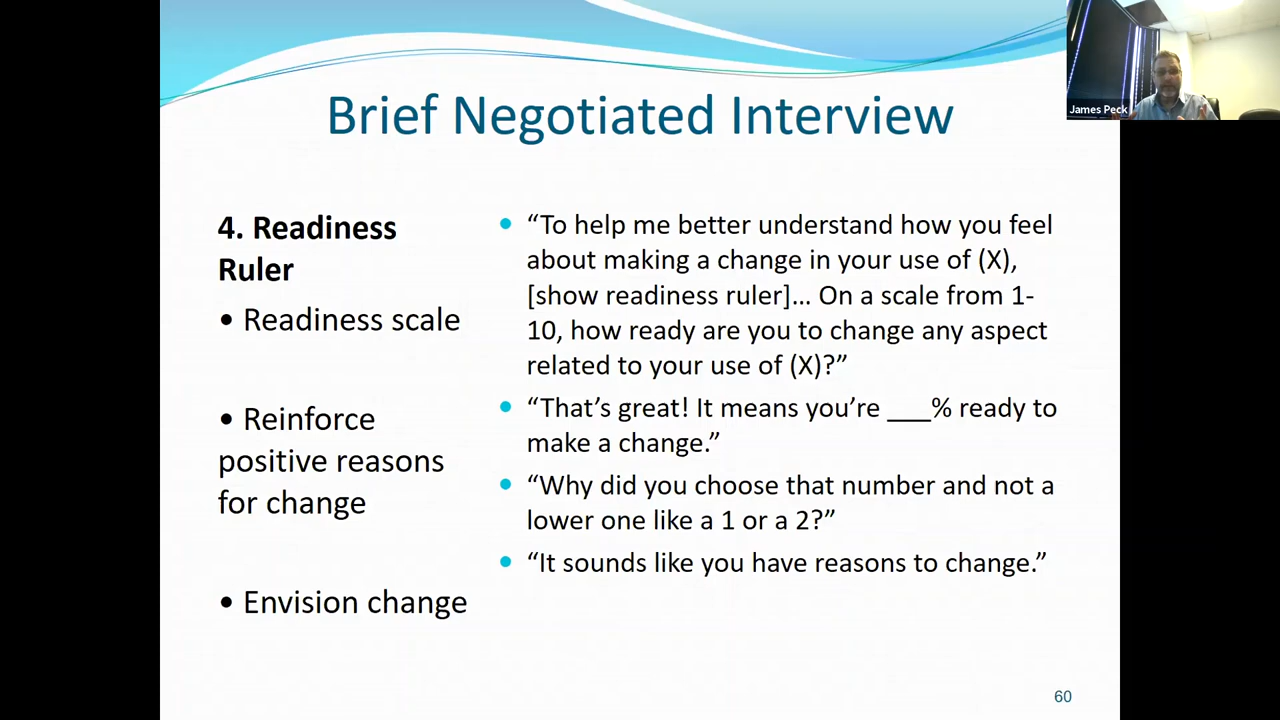 James Peck
Brief Negotiated Interview
4. Readiness
Ruler
• Readiness scale
• Reinforce
positive reasons
for change
• Envision change
• “To help me better understand how you feel
about making a change in your use of (X),
[show readiness ruler]... On a scale from 1-
10, how ready are you to change any aspect
related to your use of (X)?”
• “That’s great! It means you’re ___% ready to
make a change.”
• “Why did you choose that number and not a
lower one like a 1 or a 2?”
• “It sounds like you have reasons to change.”
60